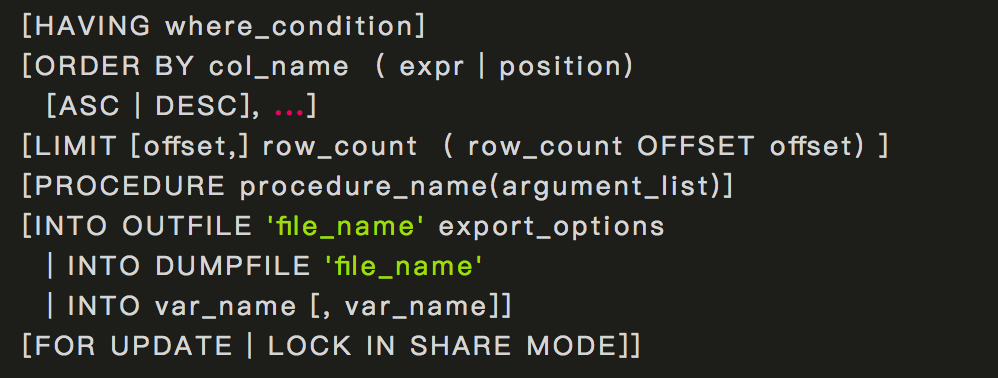 [HAVING where_condition]
[ORDER BY col_name ( expr | position)
[ASC | DESC], ...]
[LIMIT [offset,] row_count ( row_count OFFSET offset) ]
[PROCEDURE procedure_name(argument_list)]
[INTO OUTFILE 'file_name' export_options
| INTO DUMPFILE 'file_name'
| INTO var_name [, var_name]]
[FOR UPDATE | LOCK IN SHARE MODE]]